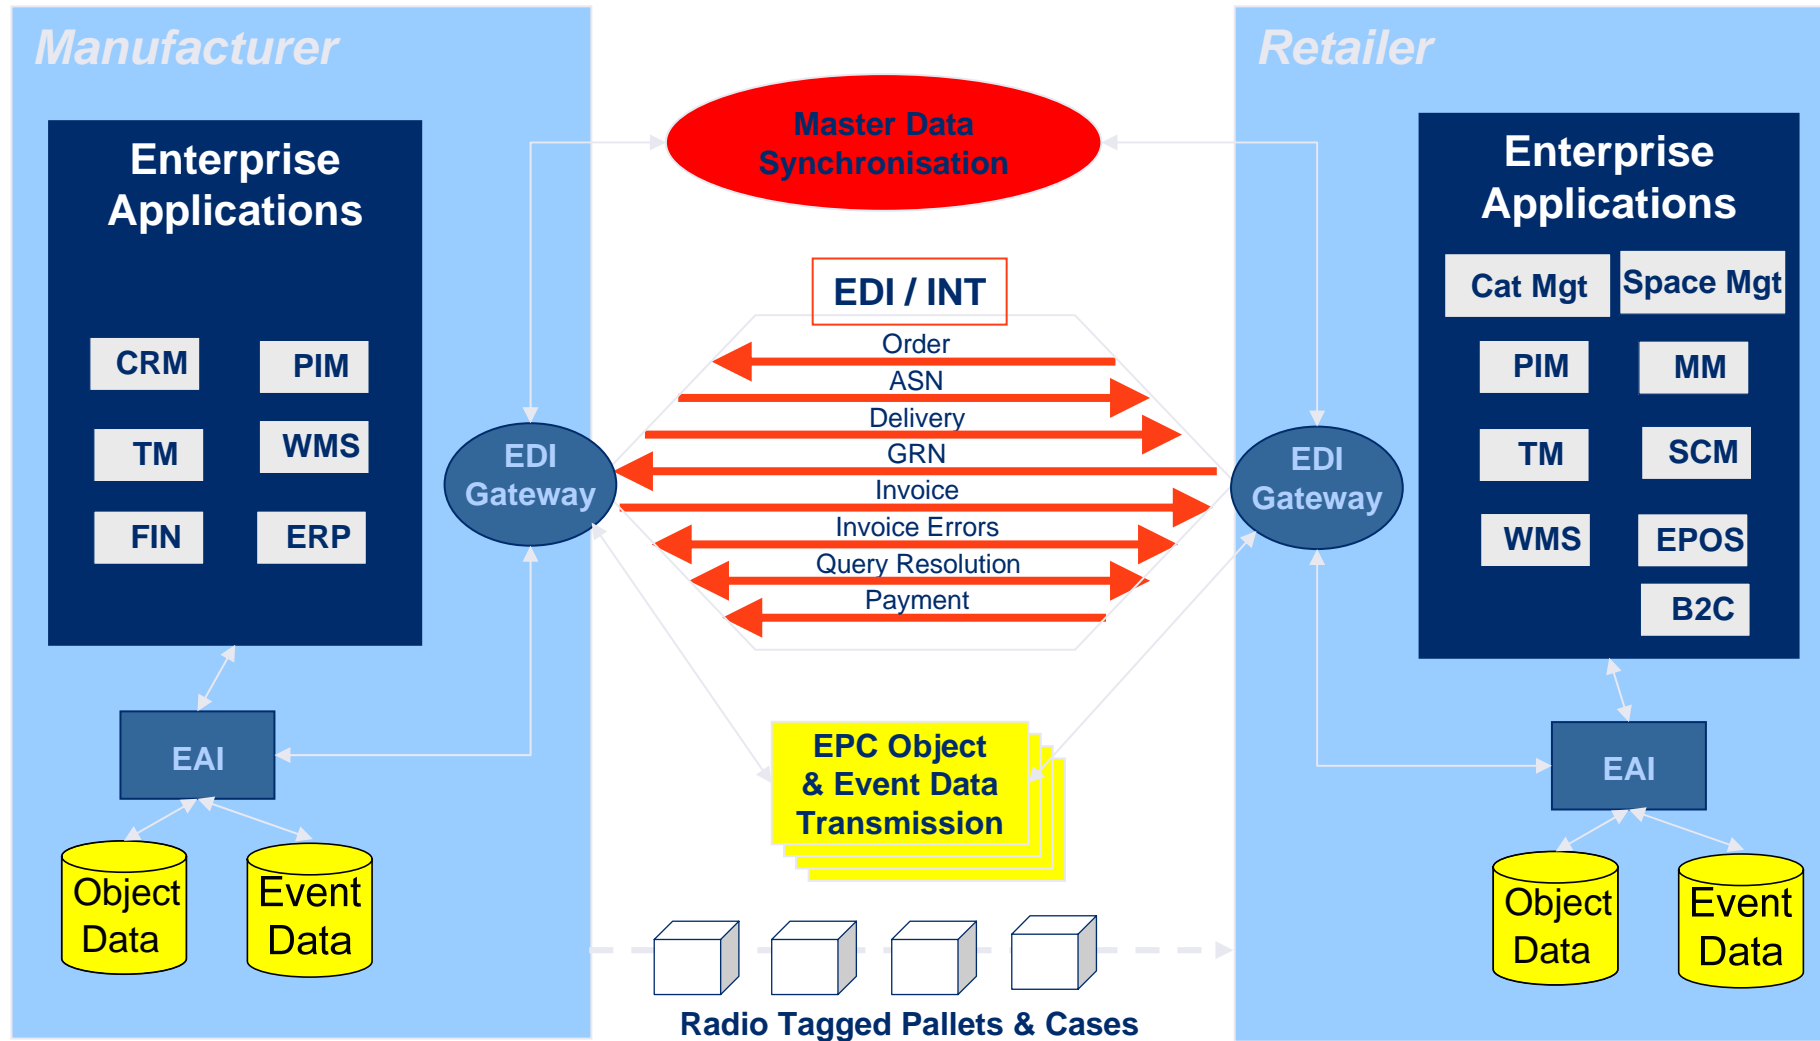 Manufacturer
Enterprise
Applications
CRM
PIM
TM
WMS
FIN
ERP
EAI
Object
Data
Event
Data
EDI
Gateway
Master Data
Synchronisation
EDI / INT
Order
ASN
Delivery
GRN
Invoice
Invoice Errors
Query Resolution
Payment
EPC Object
& Event Data
Transmission
Radio Tagged Pallets & Cases
Retailer
EDI
Gateway
Enterprise
Applications
Cat Mgt
Space Mgt
PIM
MM
TM
SCM
WMS
EPOS
B2C
EAI
Object
Data
Event
Data